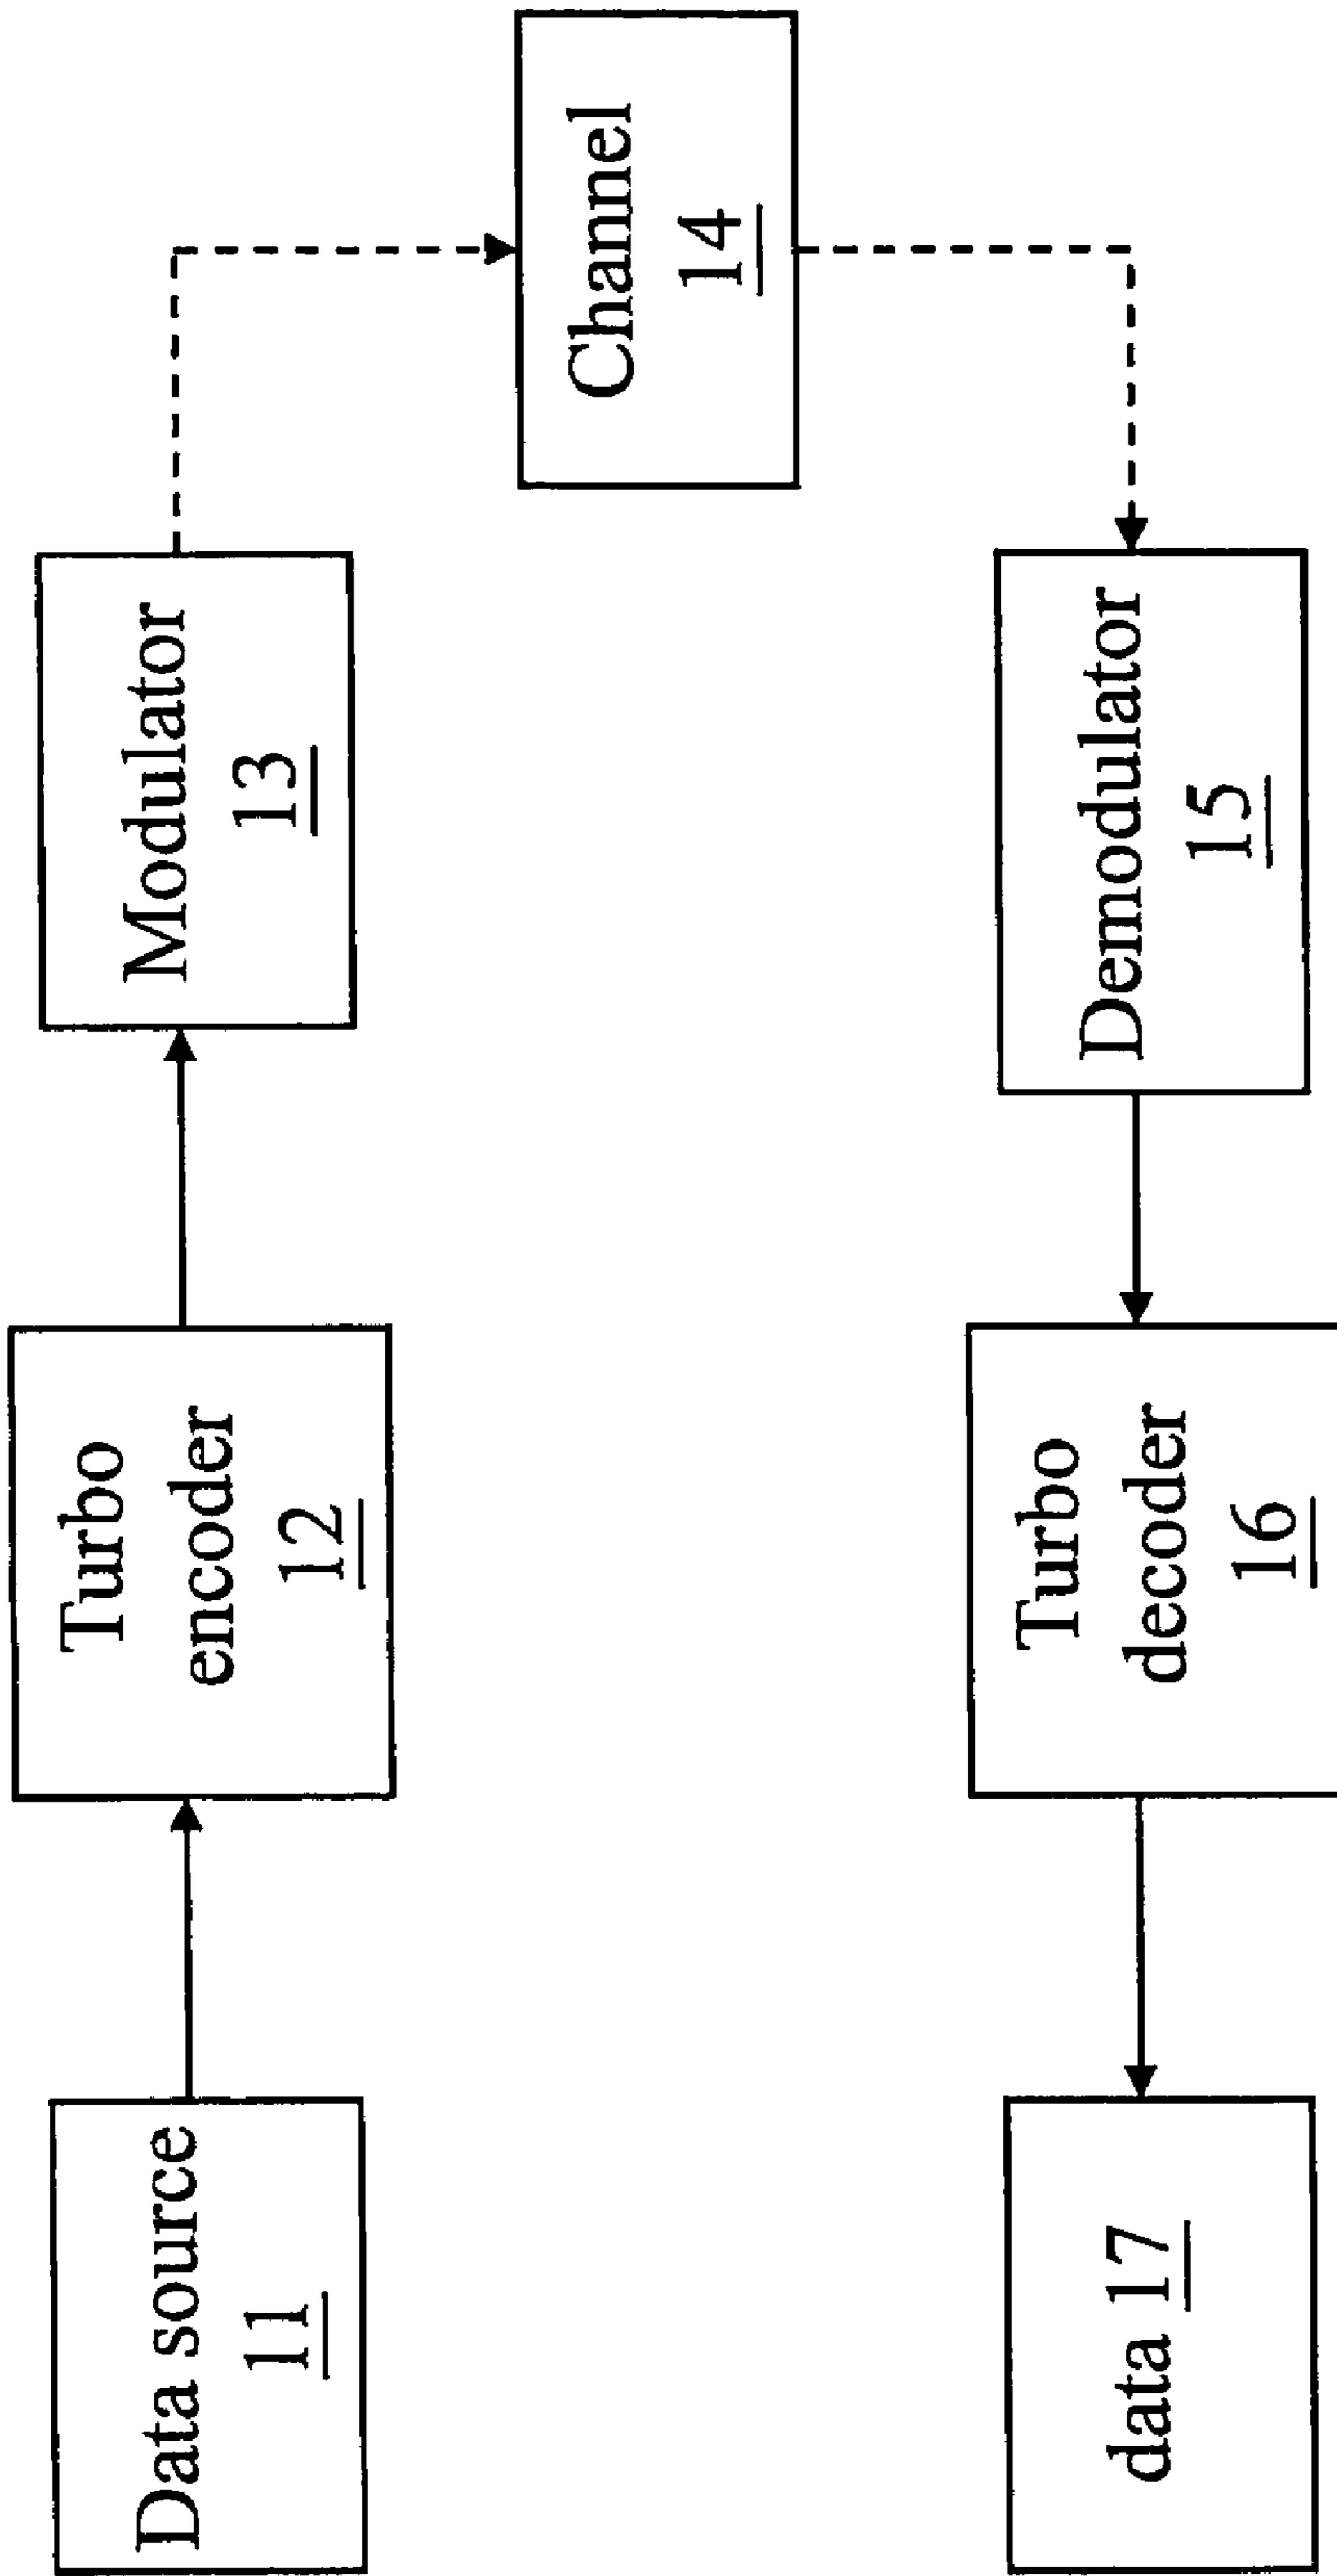 Data source
11
Turbo
encoder
12
Modulator
13
Channel
14
Demodulator
15
Turbo
decoder
16
data 17